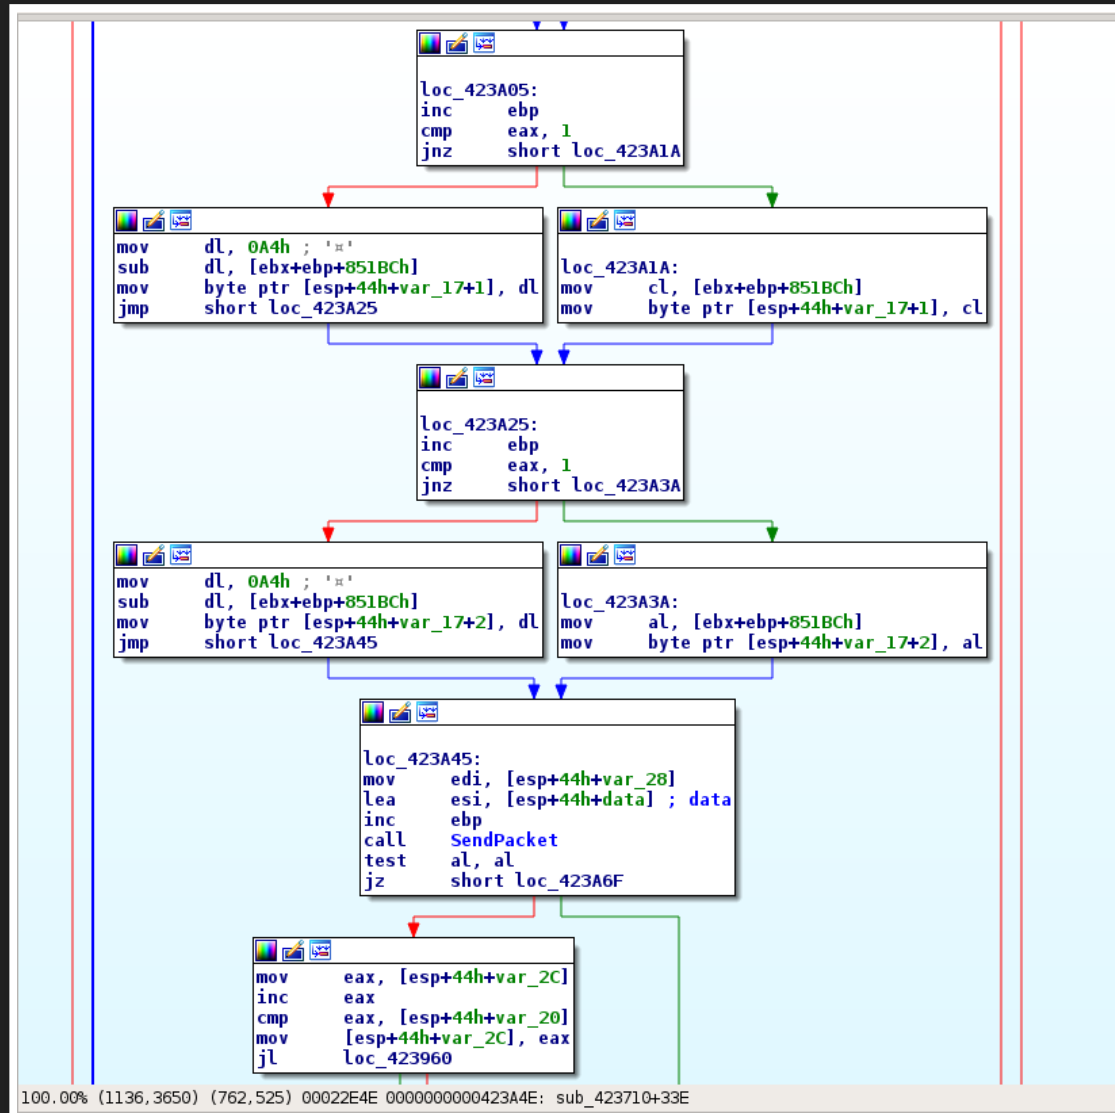 loc_423A05:
inc ebp
cmp eax, 1
jnz short loc_423A1A
mov dl, 0A4h ; '¤'
sub dl, [ebx+ebp+851BCh]
mov byte ptr [esp+44h+var_17+1], dl
jmp short loc_423A25
loc_423A1A:
mov cl, [ebx+ebp+851BCh]
mov byte ptr [esp+44h+var_17+1], cl
loc_423A25:
inc ebp
cmp eax, 1
jnz short loc_423A3A
mov dl, 0A4h ; '¤'
sub dl, [ebx+ebp+851BCh]
mov byte ptr [esp+44h+var_17+2], dl
jmp short loc_423A45
loc_423A3A:
mov al, [ebx+ebp+851BCh]
mov byte ptr [esp+44h+var_17+2], al
loc_423A45:
mov edi, [esp+44h+var_28]
lea esi, [esp+44h+data] ; data
inc ebp
call SendPacket
test al, al
jz short loc_423A6F
mov eax, [esp+44h+var_2C]
inc eax
cmp eax, [esp+44h+var_20]
mov [esp+44h+var_2C], eax
jl loc_423960
100.00% (1136,3650) (762,525) 00022E4E 0000000000423A4E: sub_423710+33E